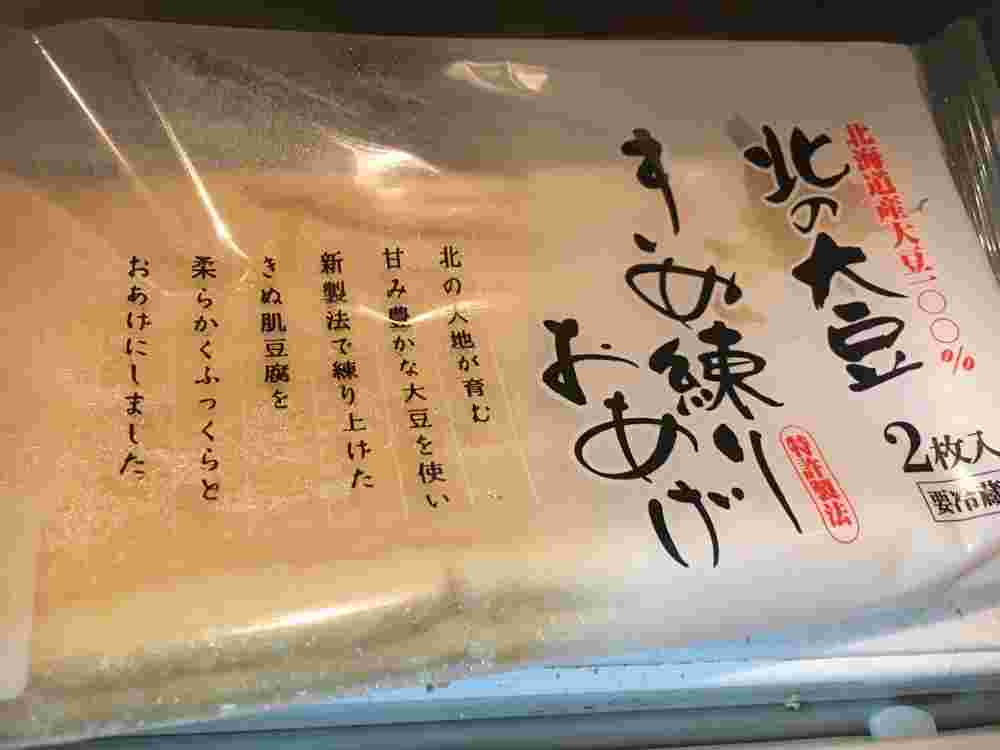 北海道産大豆一〇〇%
北の大豆
きぬ練り
おあげ
特許製法
2枚入
要冷蔵
北の大地が育む
甘み豊かな大豆を使い
新製法で練り上げた
きぬ肌豆腐を
柔らかくふっくらと
おあげにしました